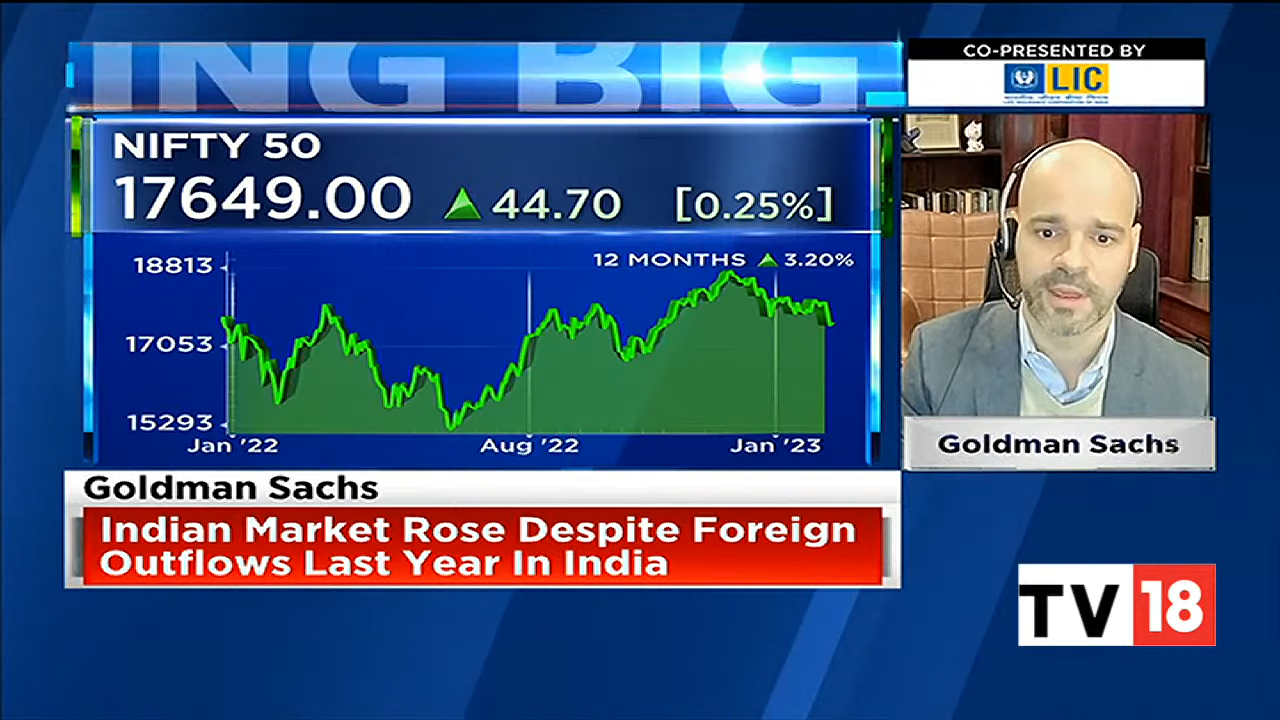 ING BIG
CO-PRESENTED BY
LIC
NIFTY 50
17649.00 ▲ 44.70 [0.25%]
12 MONTHS ▲ 3.20%
18813
17053
15293
Jan '22 Aug '22 Jan '23
Goldman Sachs
Goldman Sachs
Indian Market Rose Despite Foreign
Outflows Last Year In India
TV18